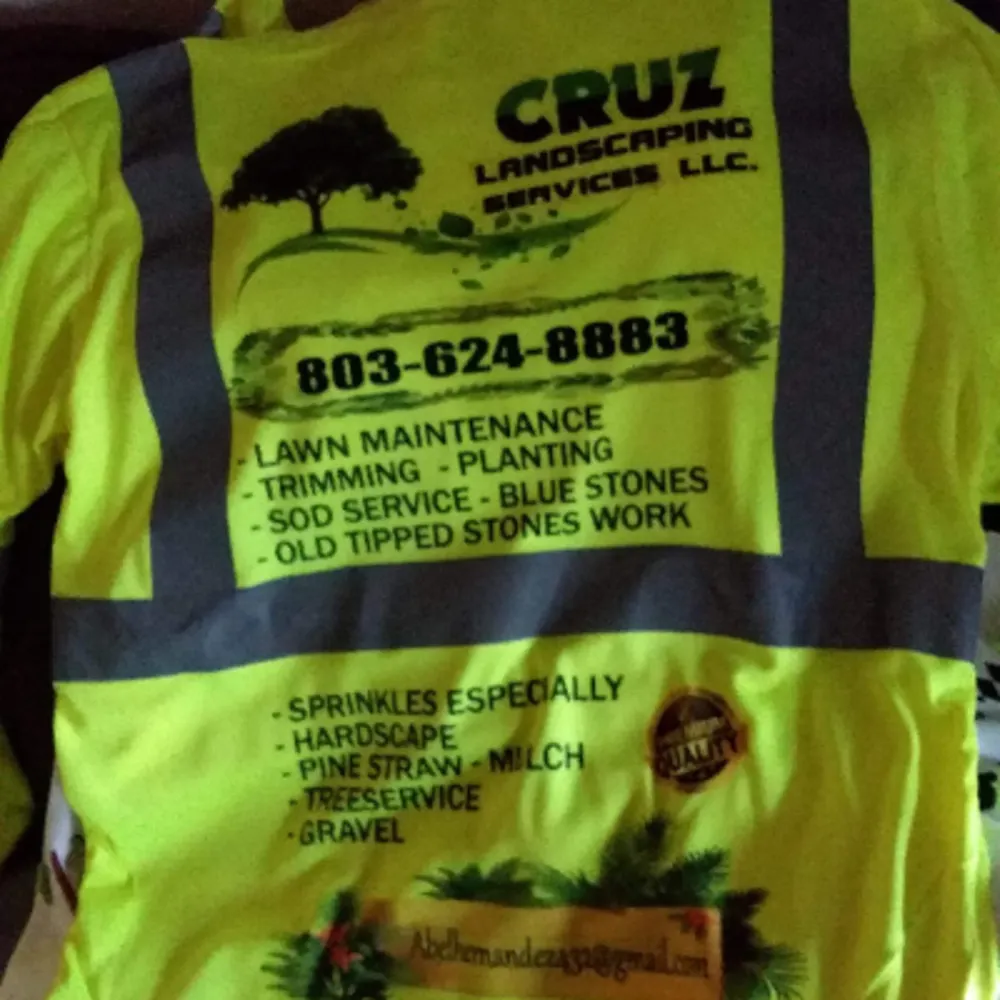 CRUZ
LANDSCAPING
SERVICES LLC.
803-624-8883
- LAWN MAINTENANCE
- TRIMMING - PLANTING
- SOD SERVICE - BLUE STONES
- OLD TIPPED STONES WORK
- SPRINKLES ESPECIALLY
- HARDSCAPE
- PINE STRAW - MILCH
- TREESERVICE
- GRAVEL
QUALITY